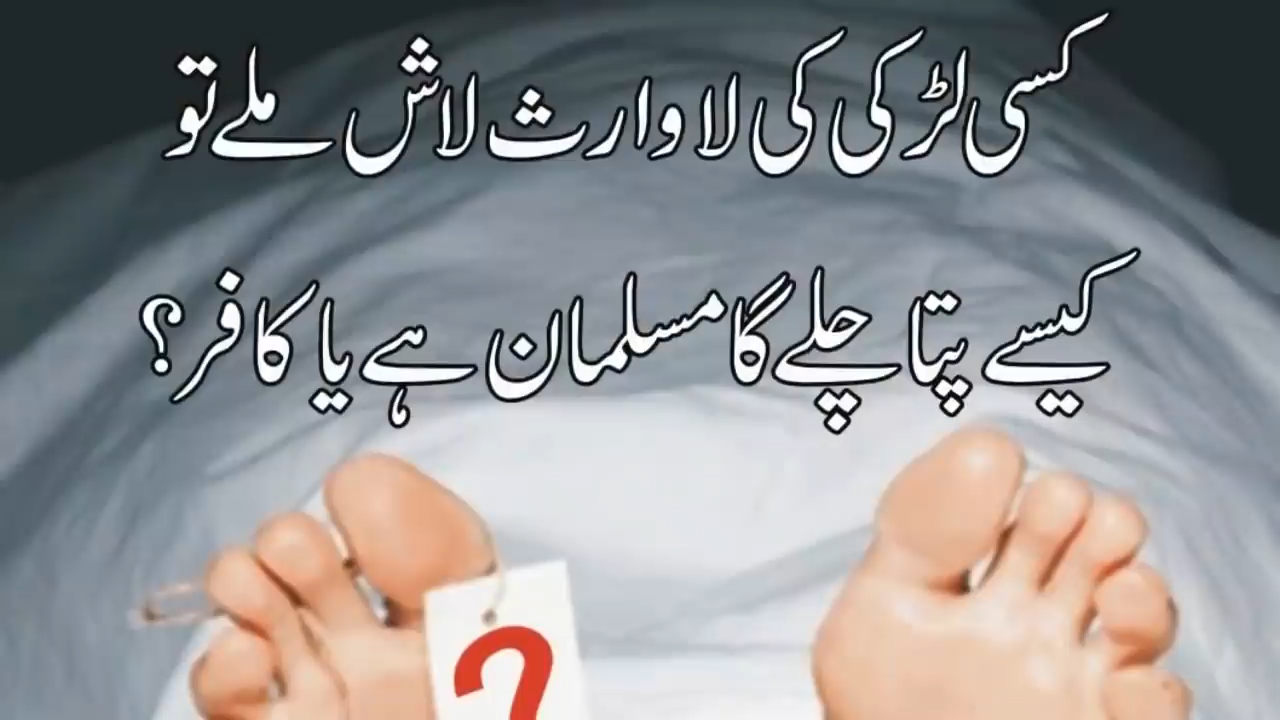 کسی لڑکی کی لاوارث لاش ملے تو
کیسے پتا چلے گا مسلمان ہے یا کافر؟
?